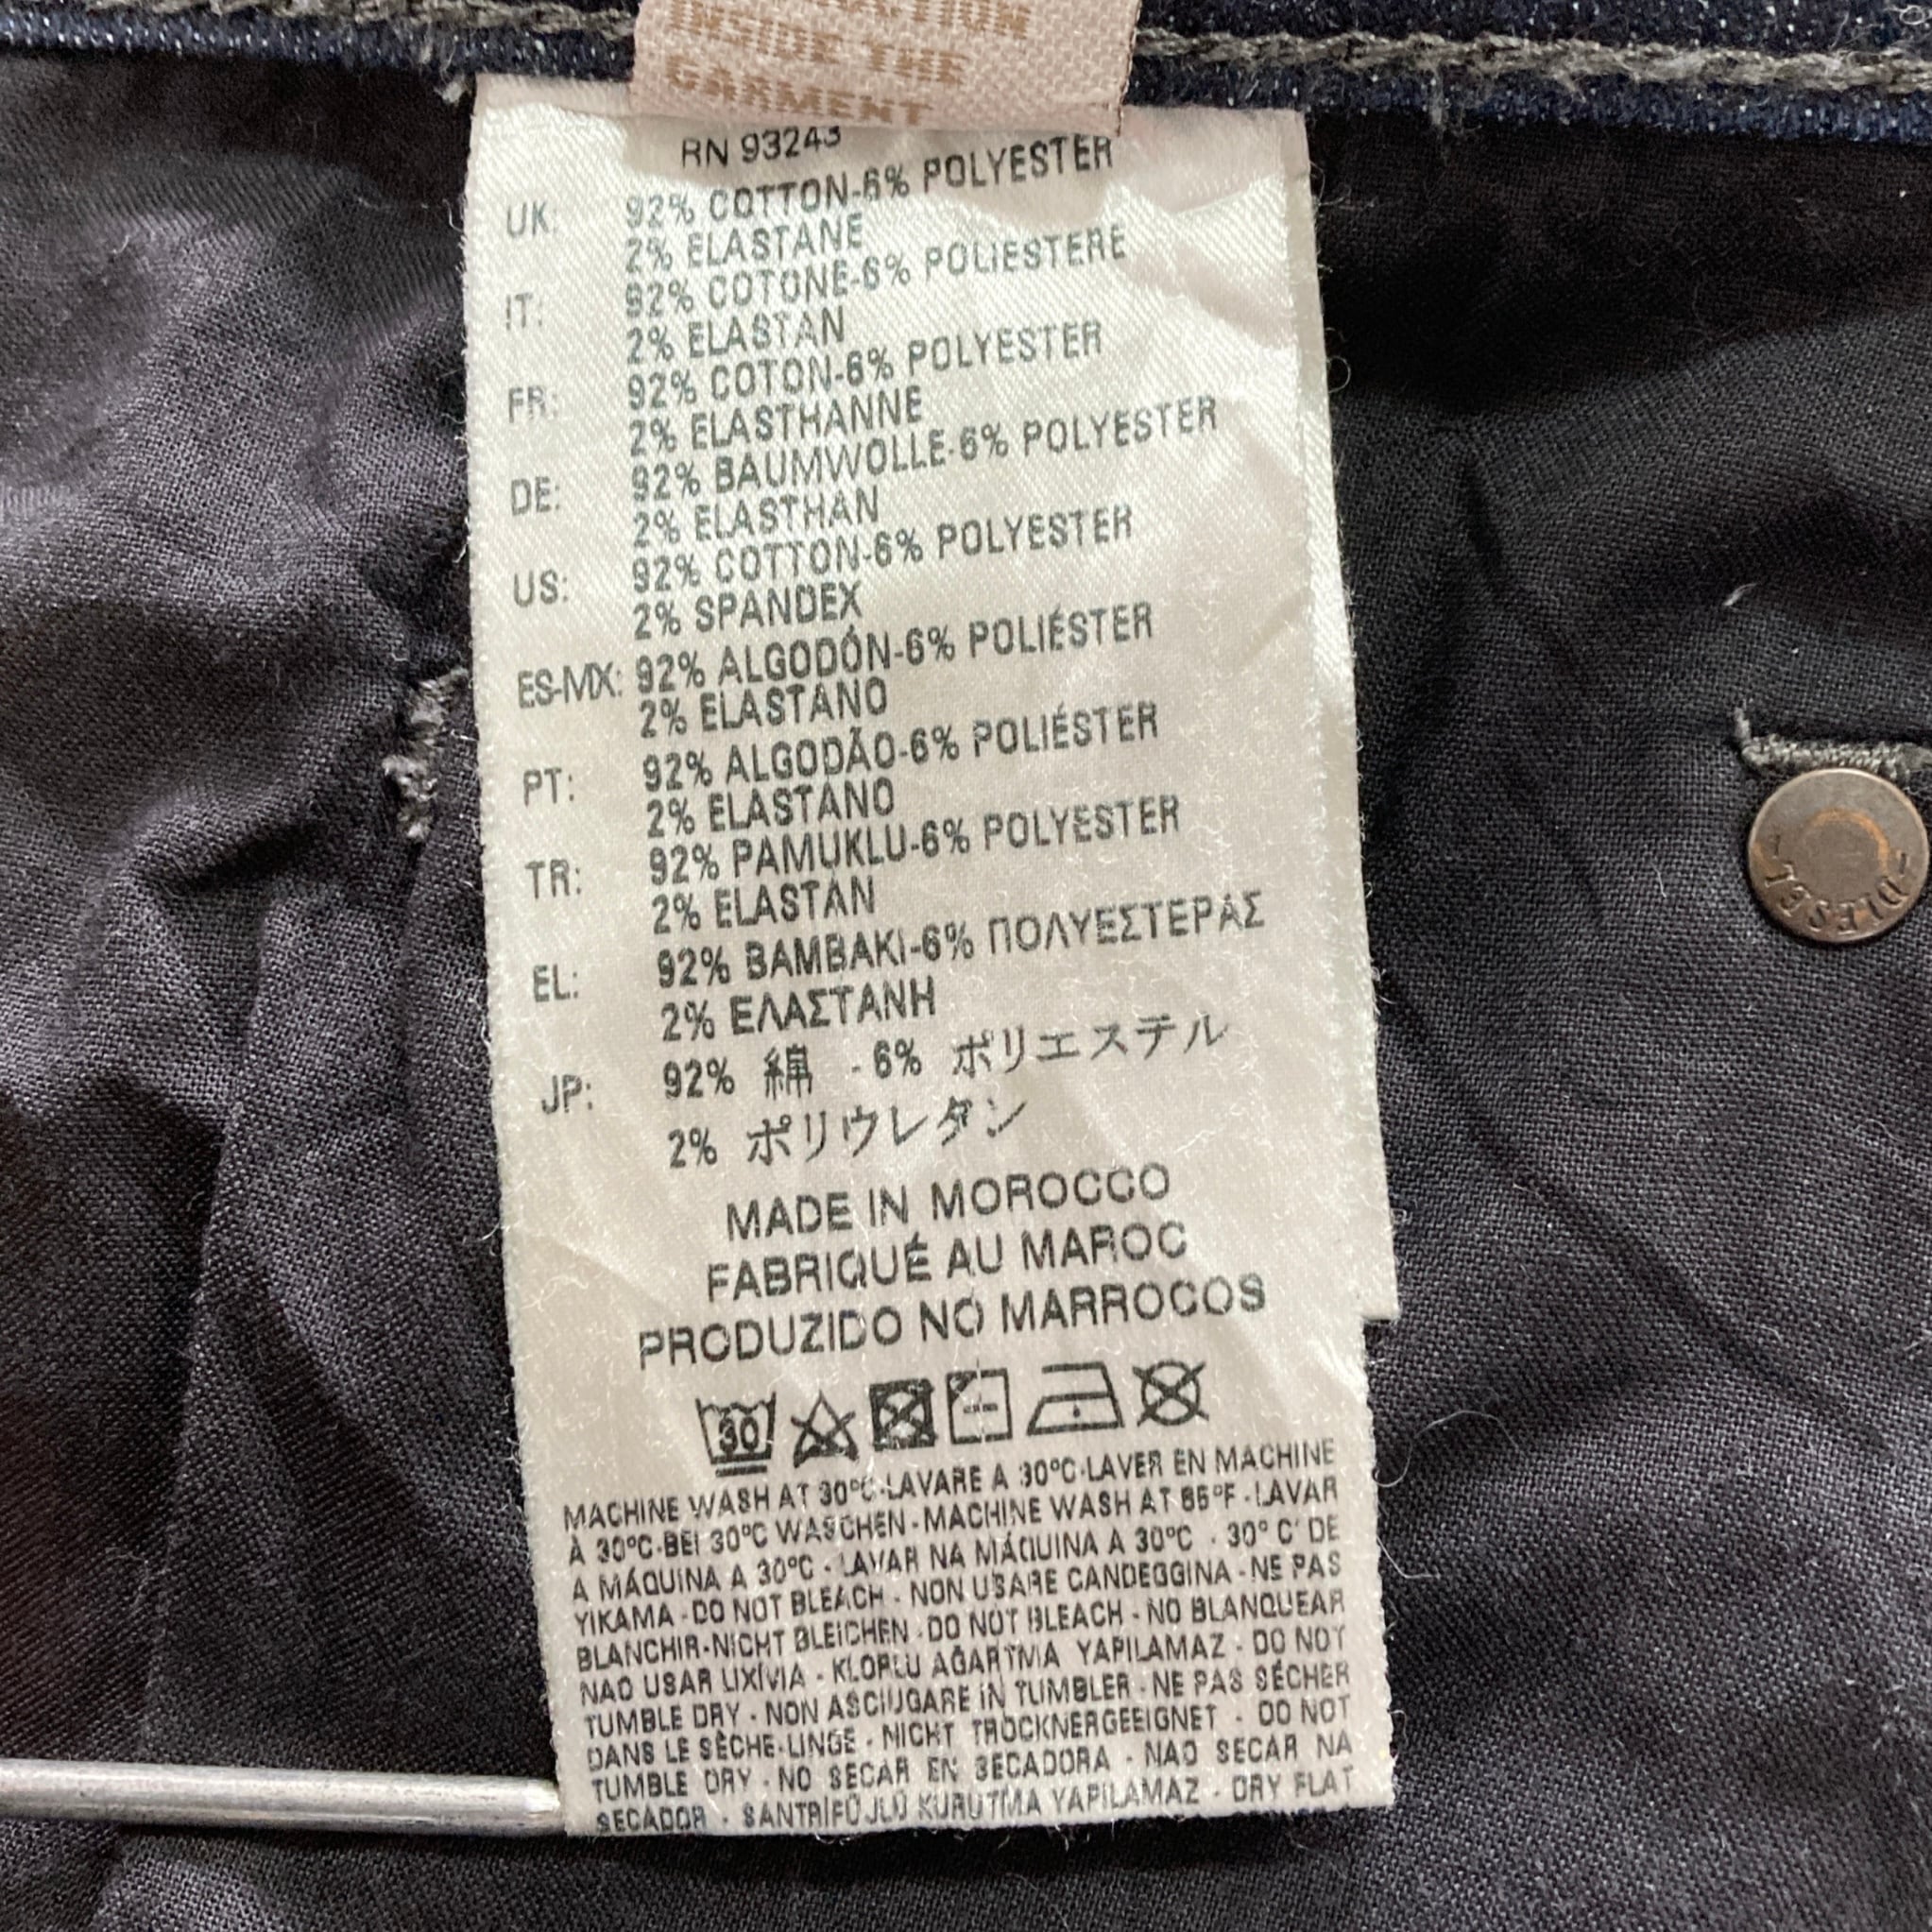 INSIDE THE
GARMENT
RN 93243
UK: 92% COTTON-6% POLYESTER
2% ELASTANE
IT: 92% COTONE-6% POLIESTERE
2% ELASTAN
FR: 92% COTON-6% POLYESTER
2% ELASTHANNE
DE: 92% BAUMWOLLE-6% POLYESTER
2% ELASTHAN
US: 92% COTTON-6% POLYESTER
2% SPANDEX
ES-MX: 92% ALGODÓN-6% POLIÉSTER
2% ELASTANO
PT: 92% ALGODÃO-6% POLIÉSTER
2% ELASTANO
TR: 92% PAMUKLU-6% POLYESTER
2% ELASTAN
EL: 92% BAMBAKI-6% ΠΟΛΥΕΣΤΕΡΑΣ
2% ΕΛΑΣΤΑΝΗ
JP: 92% 綿 - 6% ポリエステル
2% ポリウレタン
MADE IN MOROCCO
FABRIQUÉ AU MAROC
PRODUZIDO NO MARROCOS
30
MACHINE WASH AT 30°C-LAVARE A 30°C-LAVER EN MACHINE
À 30°C-BEI 30°C WASCHEN-MACHINE WASH AT 85°F-LAVAR
A MÁQUINA A 30°C - LAVAR NA MÁQUINA A 30°C - 30° C' DE
YIKAMA-DO NOT BLEACH - NON USARE CANDEGGINA-NE PAS
BLANCHIR-NICHT BLEICHEN-DO NOT BLEACH - NO BLANQUEAR
NAO USAR LIXÍVIA - KLORLU AĞARTMA YAPILAMAZ - DO NOT
TUMBLE DRY - NON ASCIUGARE IN TUMBLER-NE PAS SÉCHER
DANS LE SÈCHE-LINGE - NICHT TROCKNERGEEIGNET - DO NOT
TUMBLE DRY - NO SECAR EN SECADORA - NAO SECAR NA
SECADOR - SANTRİFÜJLÜ KURUTMA YAPILAMAZ - DRY FLAT
DIESEL